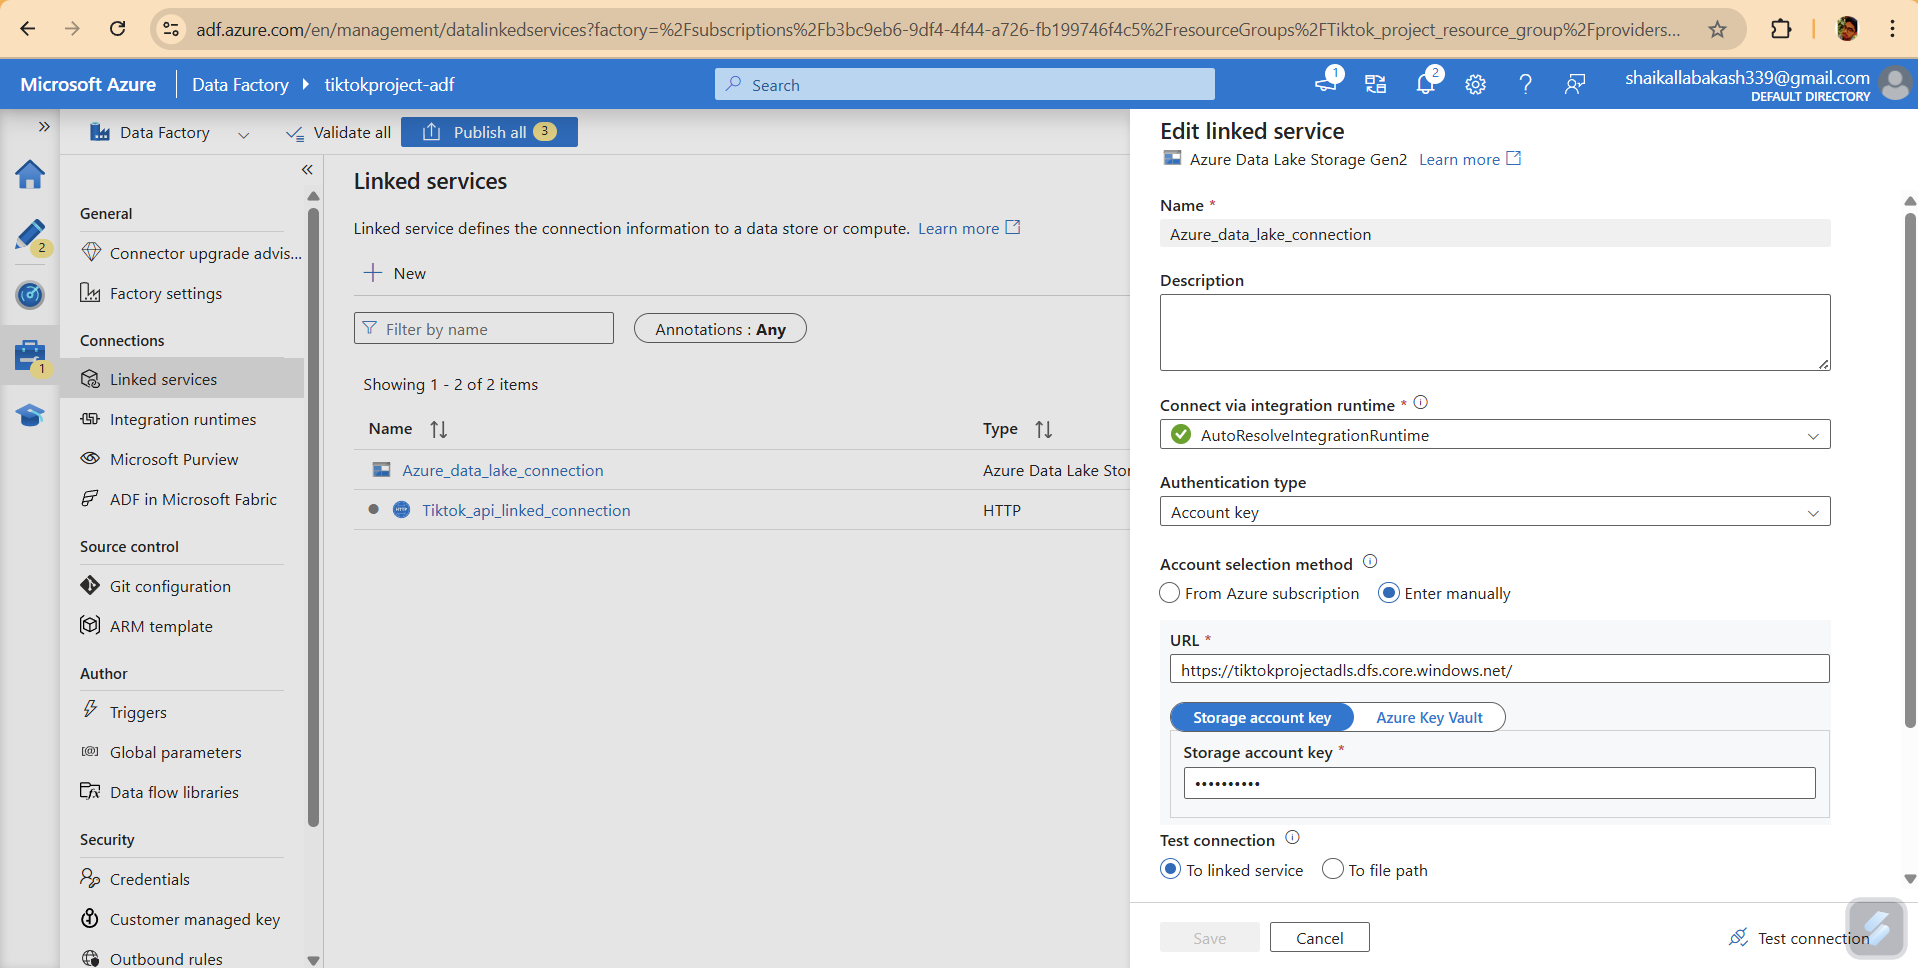 adf.azure.com/en/management/datalinkedservices?factory=%2Fsubscriptions%2Fb3bc9eb6-9df4-4f44-a726-fb199746f4c5%2FresourceGroups%2FTiktok_project_resource_group%2Fproviders...
Microsoft Azure
Data Factory
tiktokproject-adf
Search
1
2
shaikallabakash339@gmail.com
DEFAULT DIRECTORY
Data Factory
Validate all
Publish all 3
2
1
General
Connector upgrade advis...
Factory settings
Connections
Linked services
Integration runtimes
Microsoft Purview
ADF in Microsoft Fabric
Source control
Git configuration
ARM template
Author
Triggers
Global parameters
Data flow libraries
Security
Credentials
Customer managed key
Outbound rules
Linked services
Linked service defines the connection information to a data store or compute. Learn more
New
Filter by name
Annotations : Any
Showing 1 - 2 of 2 items
Name Type
Azure_data_lake_connection Azure Data Lake Stor
HTTP Tiktok_api_linked_connection HTTP
Edit linked service
Azure Data Lake Storage Gen2 Learn more
Name *
Azure_data_lake_connection
Description
Connect via integration runtime *
AutoResolveIntegrationRuntime
Authentication type
Account key
Account selection method
From Azure subscription Enter manually
URL *
https://tiktokprojectadls.dfs.core.windows.net/
Storage account key Azure Key Vault
Storage account key *
••••••••••
Test connection
To linked service To file path
Save Cancel Test connection